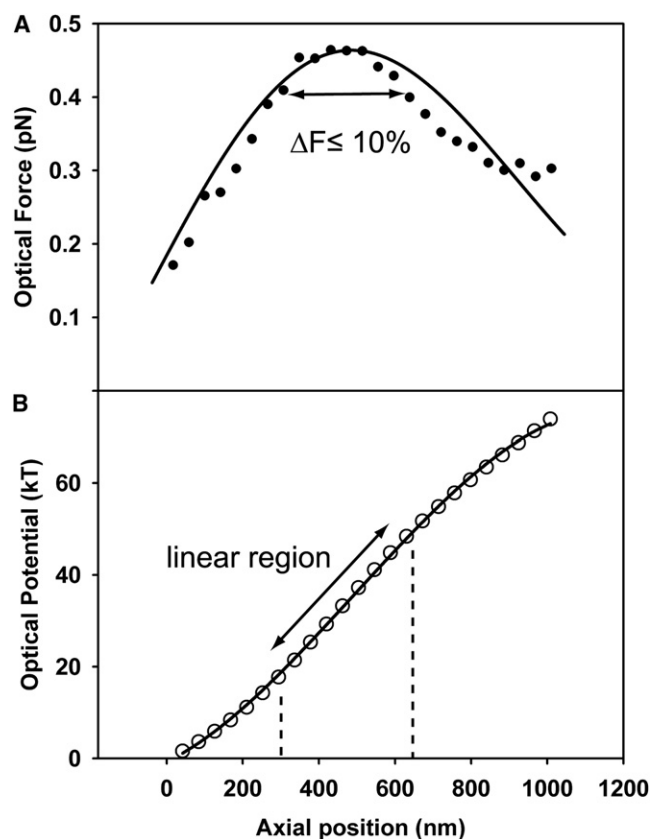 A
0.5
0.4
0.3
0.2
0.1
Optical Force (pN)
ΔF≤ 10%
B
60
40
20
0
Optical Potential (kT)
linear region
0 200 400 600 800 1000 1200
Axial position (nm)